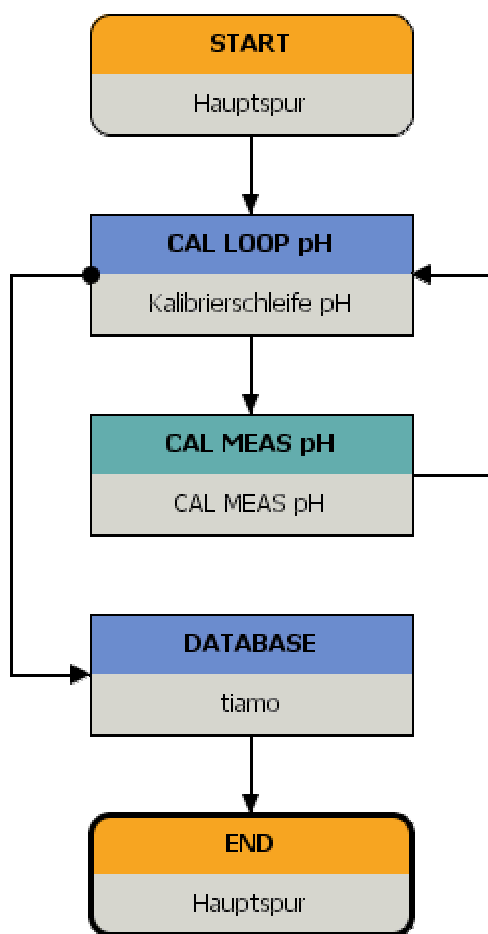 START
Hauptspur
CAL LOOP pH
Kalibrierschleife pH
CAL MEAS pH
CAL MEAS pH
DATABASE
tiamo
END
Hauptspur